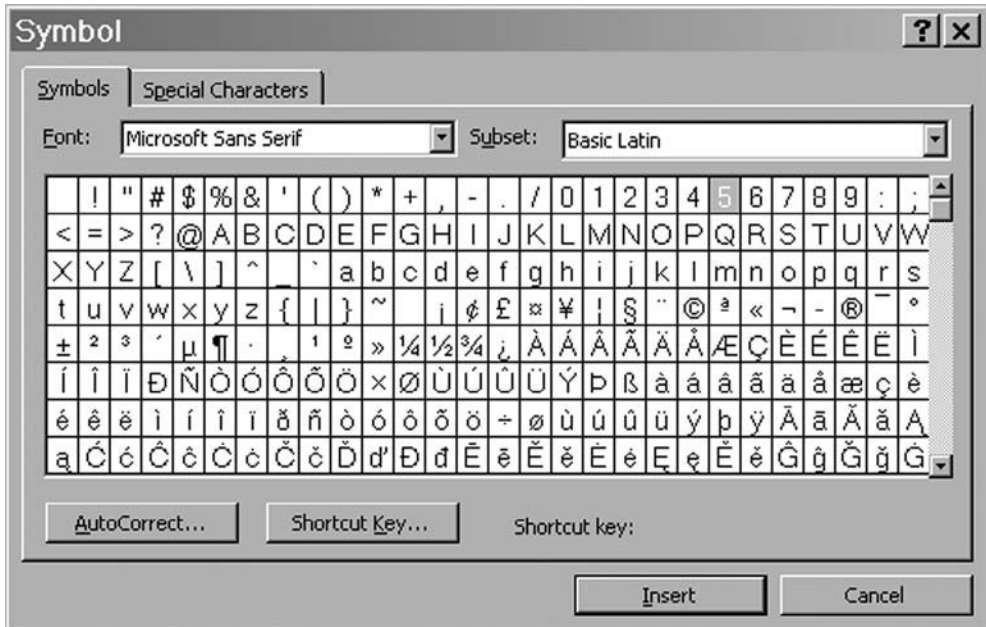 Symbol ? ×
Symbols Special Characters
Font: Microsoft Sans Serif Subset: Basic Latin
! " # $ % & ' ( ) * + , - . / 0 1 2 3 4 5 6 7 8 9 : ;
< = > ? @ A B C D E F G H I J K L M N O P Q R S T U V W
X Y Z [ \ ] ^ _ ` a b c d e f g h i j k l m n o p q r s
t u v w x y z { | } ~ ¡ ¢ £ ¤ ¥ ¦ § ¨ © ª « ¬ - ® ¯ °
± ² ³ ´ µ ¶ · ¸ ¹ º » ¼ ½ ¾ ¿ À Á Â Ã Ä Å Æ Ç È É Ê Ë Ì
Í Î Ï Ð Ñ Ò Ó Ô Õ Ö × Ø Ù Ú Û Ü Ý Þ ß à á â ã ä å æ ç è
é ê ë ì í î ï ð ñ ò ó ô õ ö ÷ ø ù ú û ü ý þ ÿ Ā ā Ă ă Ą
ą Ć ć Ĉ ĉ Ċ ċ Č č Ď ď Đ đ Ē ē Ĕ ĕ Ė ė Ę ę Ě ě Ĝ ĝ Ğ ğ Ġ
AutoCorrect... Shortcut Key... Shortcut key:
Insert Cancel